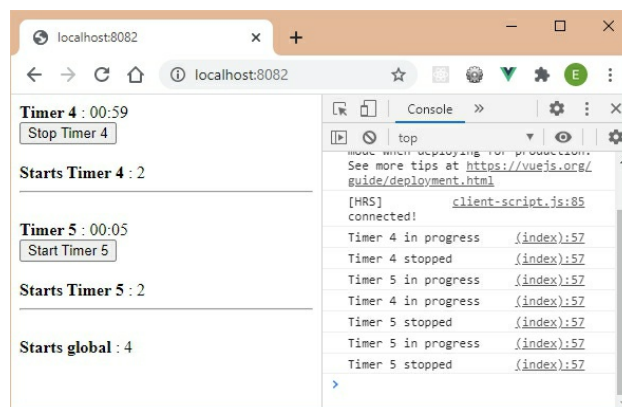 localhost:8082
localhost:8082
E
Timer 4 : 00:59
Stop Timer 4
Starts Timer 4 : 2
Timer 5 : 00:05
Start Timer 5
Starts Timer 5 : 2
Starts global : 4
Console
top
mode when deploying for production.
See more tips at https://vuejs.org/
guide/deployment.html
[HRS] client-script.js:85
connected!
Timer 4 in progress (index):57
Timer 4 stopped (index):57
Timer 5 in progress (index):57
Timer 4 in progress (index):57
Timer 5 stopped (index):57
Timer 5 in progress (index):57
Timer 5 stopped (index):57